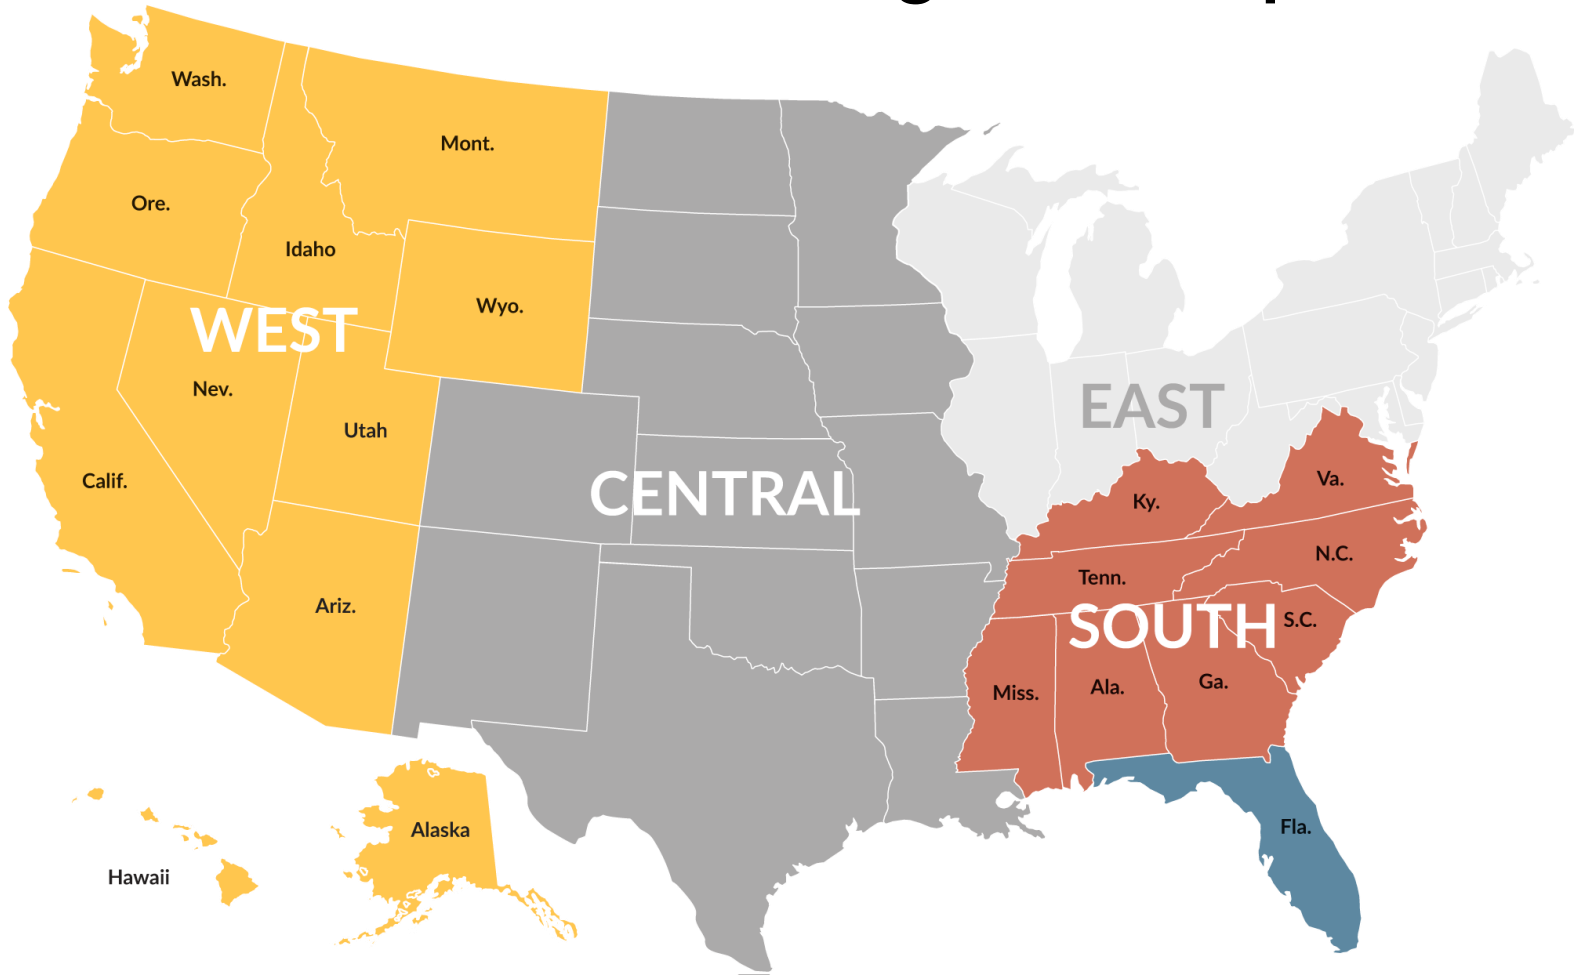 Wash.
Mont.
Ore.
Idaho
Wyo.
WEST
Nev.
EAST
Utah
Calif.
CENTRAL
Va.
Ky.
N.C.
Tenn.
Ariz.
SOUTH
S.C.
Ga.
Miss.
Ala.
Fla.
Alaska
Hawaii